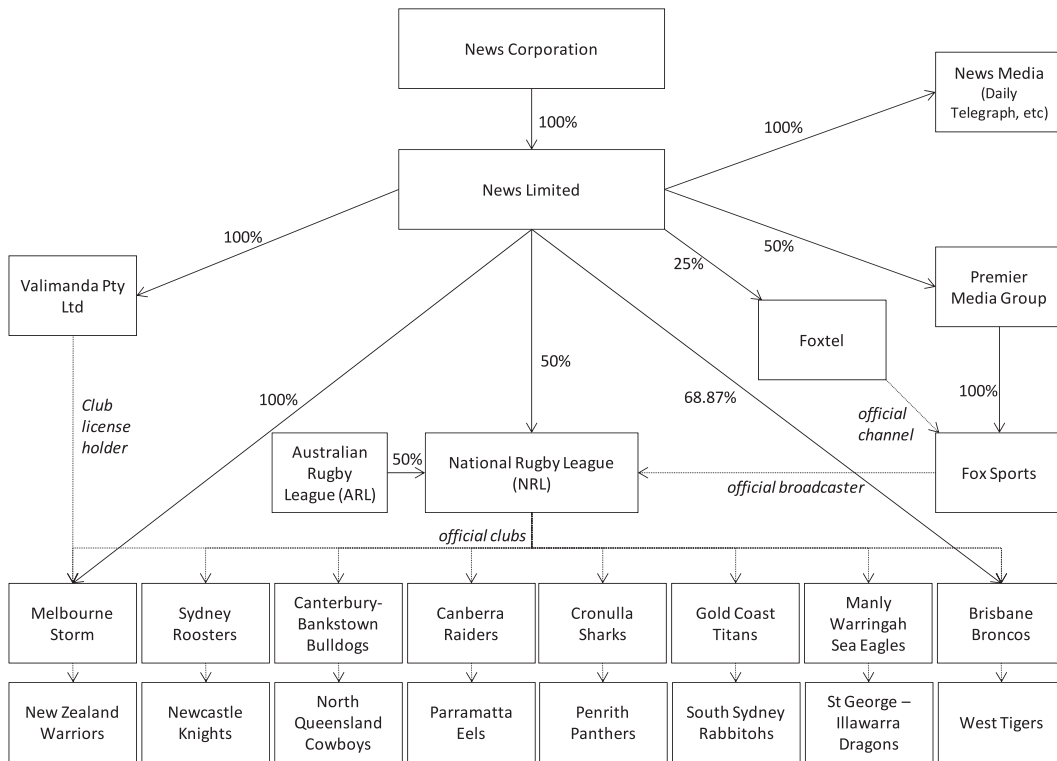 News Corporation
News Media
(Daily
Telegraph, etc)
100%
100%
News Limited
100%
50%
25%
Valimanda Pty
Ltd
Premier
Media Group
Foxtel
50%
100%
68.87%
100%
Club
license
holder
official
channel
Australian
Rugby
League (ARL)
50%
National Rugby League
(NRL)
official broadcaster
Fox Sports
official clubs
Melbourne
Storm
Sydney
Roosters
Canterbury-
Bankstown
Bulldogs
Canberra
Raiders
Cronulla
Sharks
Gold Coast
Titans
Manly
Warringah
Sea Eagles
Brisbane
Broncos
New Zealand
Warriors
Newcastle
Knights
North
Queensland
Cowboys
Parramatta
Eels
Penrith
Panthers
South Sydney
Rabbitohs
St George –
Illawarra
Dragons
West Tigers